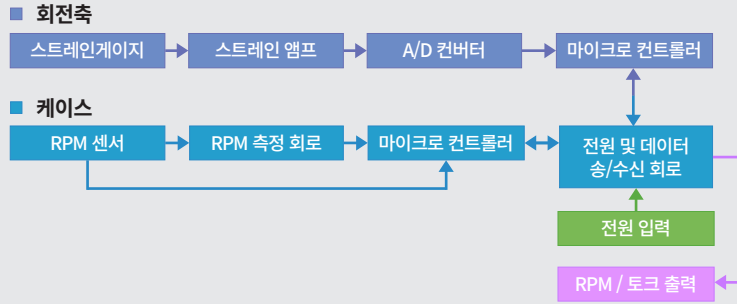 회전축
스트레인게이지
스트레인 앰프
A/D 컨버터
마이크로 컨트롤러
케이스
RPM 센서
RPM 측정 회로
마이크로 컨트롤러
전원 및 데이터
송/수신 회로
전원 입력
RPM / 토크 출력